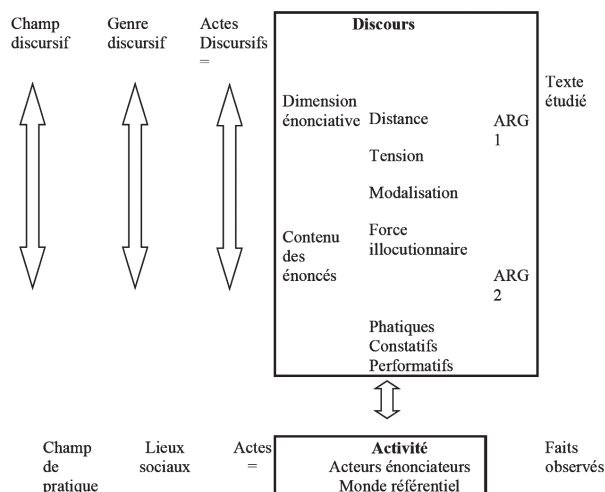 Champ
discursif
Genre
discursif
Actes
Discursifs
=
Discours
Dimension
énonciative
Distance
Tension
Modalisation
Force
illocutionnaire
ARG
1
Contenu
des
énoncés
ARG
2
Phatiques
Constatifs
Performatifs
Texte
étudié
Champ
de
pratique
Lieux
sociaux
Actes
=
Activité
Acteurs énonciateurs
Monde référentiel
Faits
observés